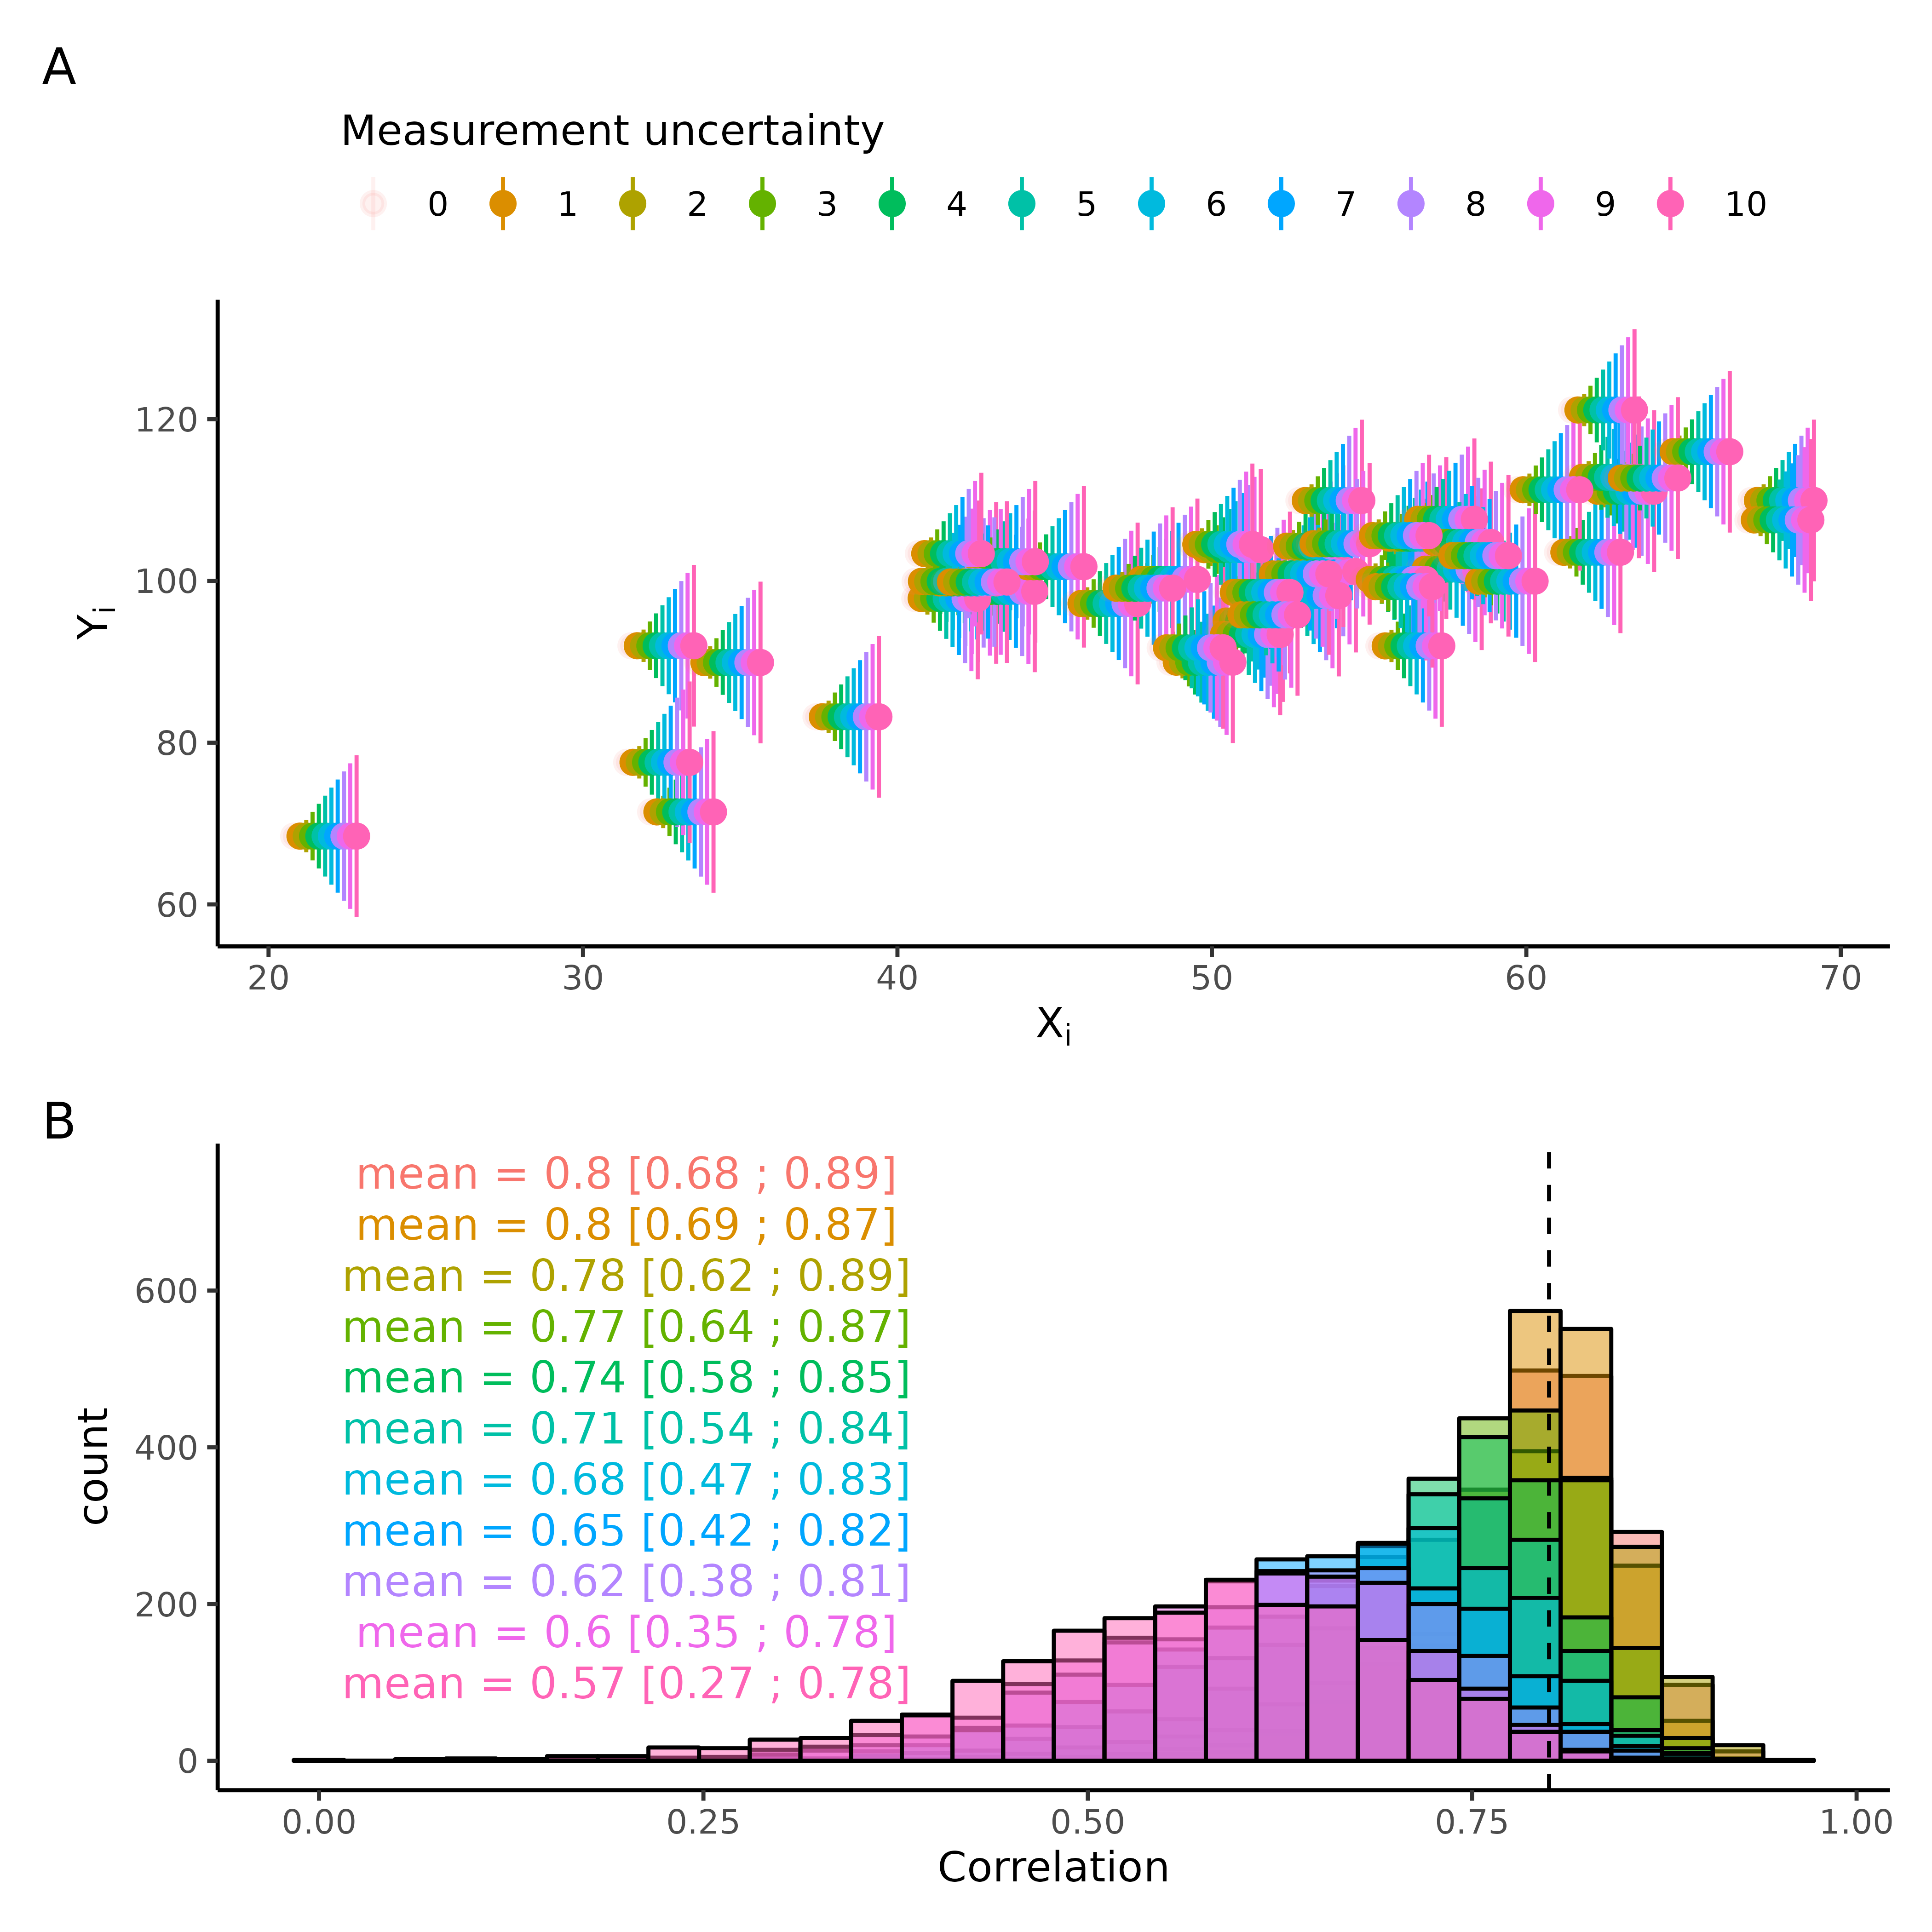 A
Measurement uncertainty
0 1 2 3 4 5 6 7 8 9 10
120
100
80
60
Yi
20 30 40 50 60 70
Xi
B
mean = 0.8 [0.68 ; 0.89]
mean = 0.8 [0.69 ; 0.87]
mean = 0.78 [0.62 ; 0.89]
mean = 0.77 [0.64 ; 0.87]
mean = 0.74 [0.58 ; 0.85]
mean = 0.71 [0.54 ; 0.84]
mean = 0.68 [0.47 ; 0.83]
mean = 0.65 [0.42 ; 0.82]
mean = 0.62 [0.38 ; 0.81]
mean = 0.6 [0.35 ; 0.78]
mean = 0.57 [0.27 ; 0.78]
600
400
200
0
count
0.00 0.25 0.50 0.75 1.00
Correlation